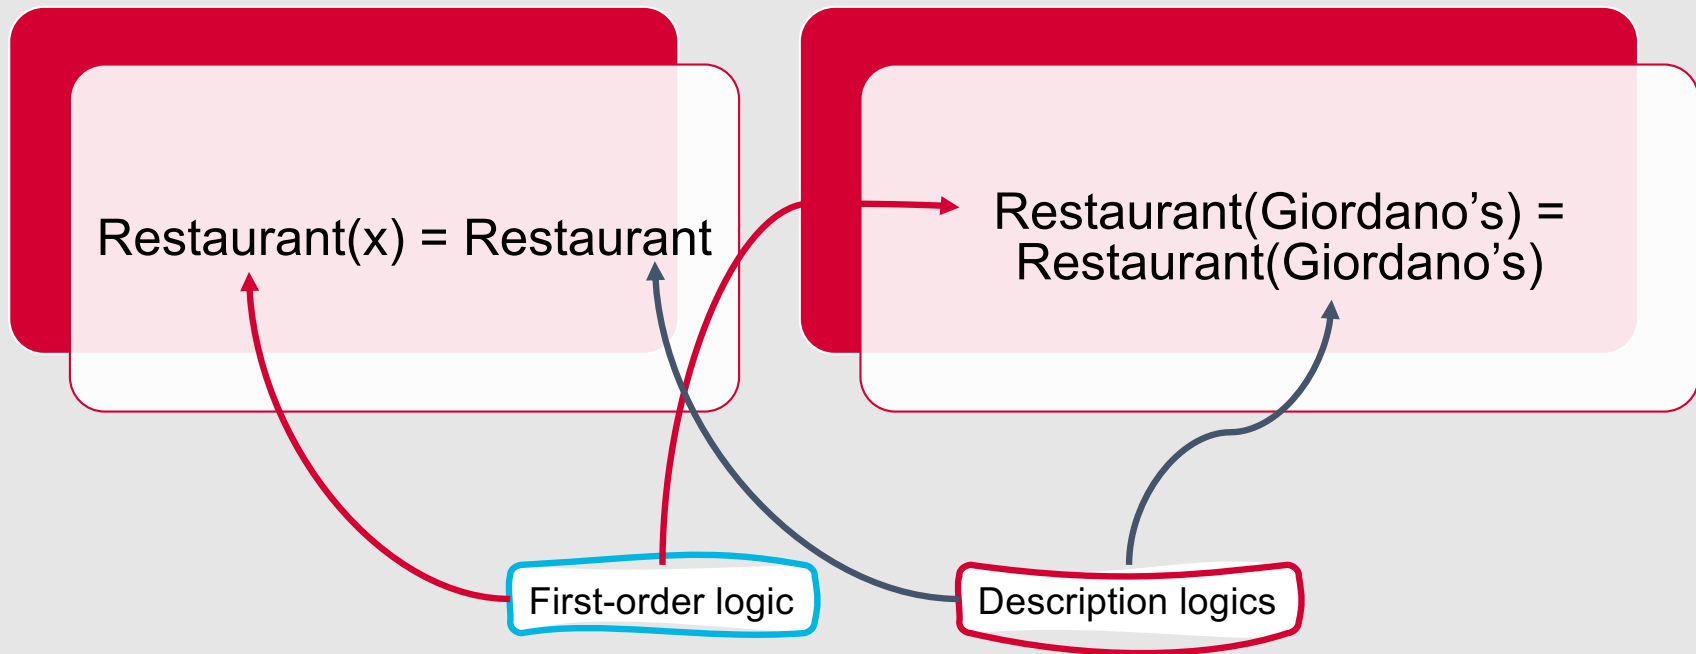 Restaurant(x) = Restaurant
Restaurant(Giordano’s) =
Restaurant(Giordano’s)
First-order logic
Description logics